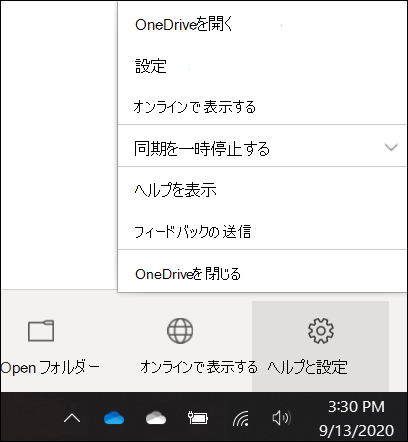 OneDriveを開く
設定
オンラインで表示する
同期を一時停止する
ヘルプを表示
フィードバックの送信
OneDriveを閉じる
Open フォルダー オンラインで表示する ヘルプと設定
3:30 PM
9/13/2020